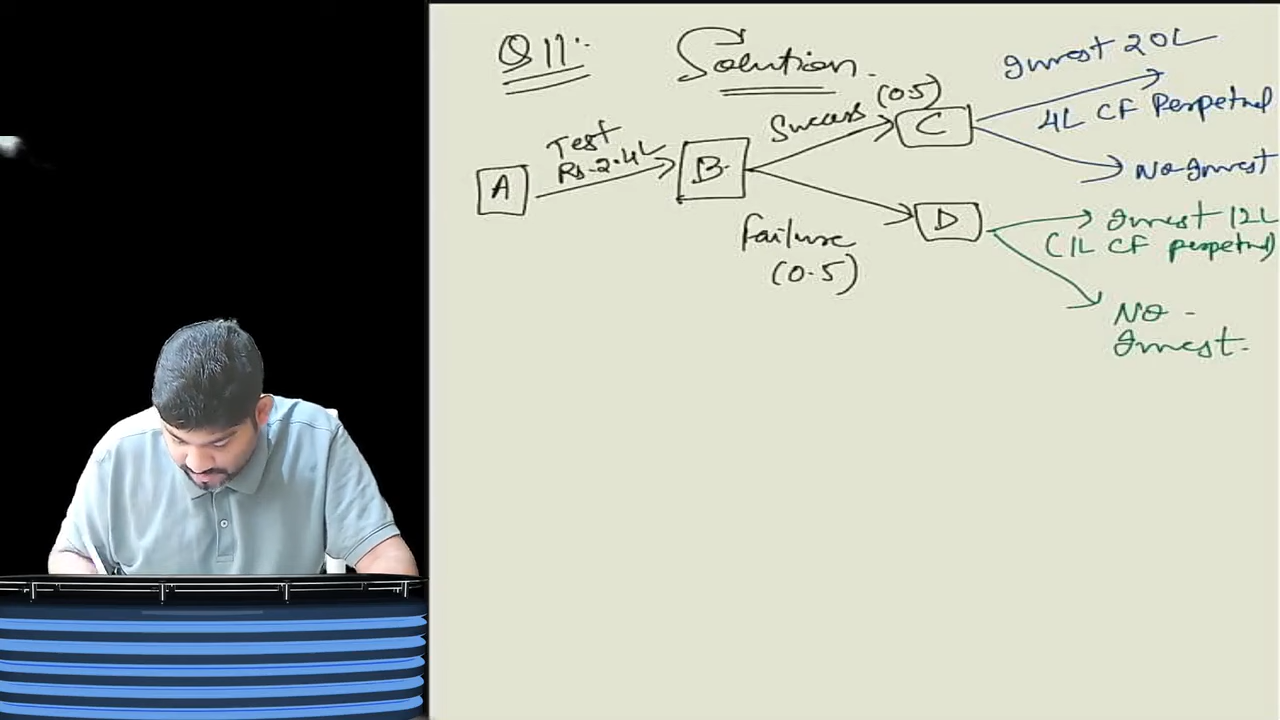 Q 11. Solution.
Test
Rs. 2.4L
A
B.
Success (0.5)
C
Invest 20L
4L CF Perpetual
No Invest
Failure
(0.5)
D
Invest 12L
(1L CF perpetual)
No -
Invest.